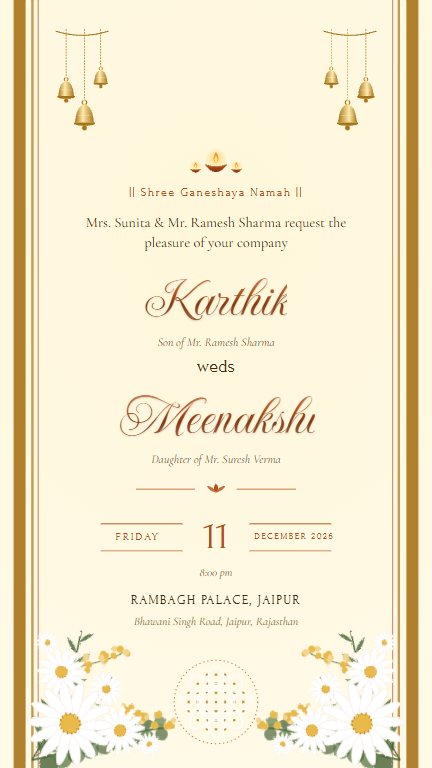 || Shree Ganeshaya Namah ||
Mrs. Sunita & Mr. Ramesh Sharma request the
pleasure of your company
Karthik
Son of Mr. Ramesh Sharma
weds
Meenakshi
Daughter of Mr. Suresh Verma
FRIDAY 11 DECEMBER 2026
8:00 pm
RAMBAGH PALACE, JAIPUR
Bhawani Singh Road, Jaipur, Rajasthan